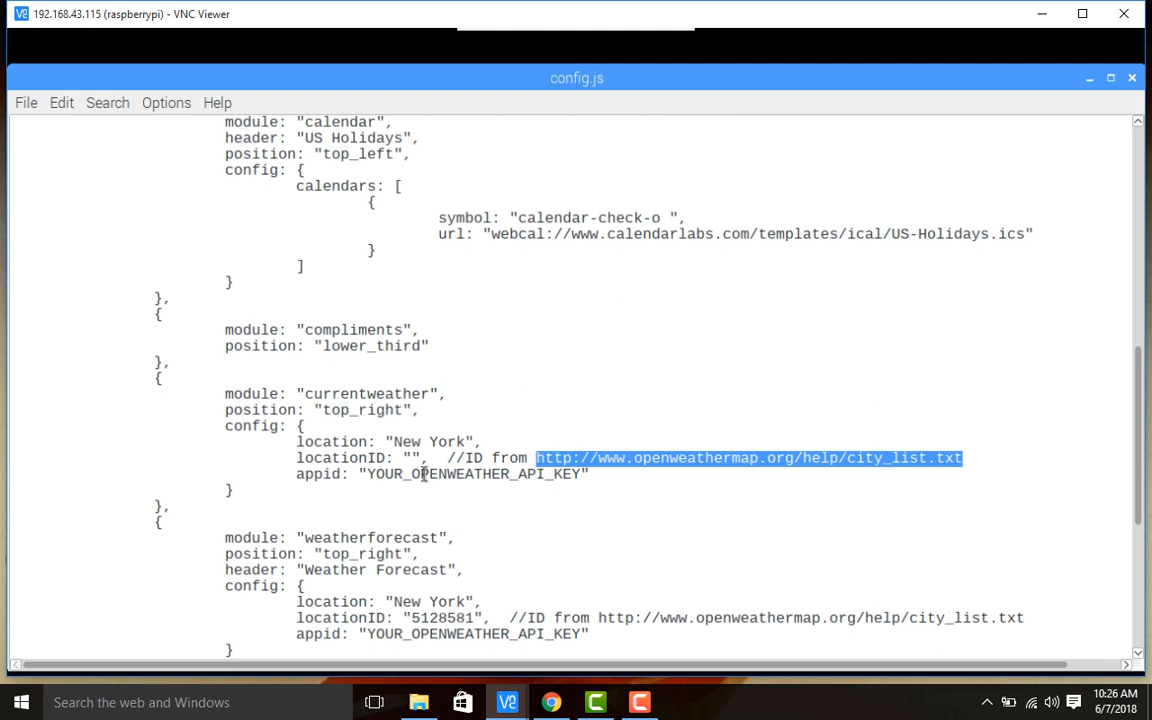 192.168.43.115 (raspberrypi) - VNC Viewer
config.js
File Edit Search Options Help
module: "calendar",
header: "US Holidays",
position: "top_left",
config: {
calendars: [
{
symbol: "calendar-check-o ",
url: "webcal://www.calendarlabs.com/templates/ical/US-Holidays.ics"
}
]
}
},
{
module: "compliments",
position: "lower_third"
},
{
module: "currentweather",
position: "top_right",
config: {
location: "New York",
locationID: "",  //ID from http://www.openweathermap.org/help/city_list.txt
appid: "YOUR_OPENWEATHER_API_KEY"
}
},
{
module: "weatherforecast",
position: "top_right",
header: "Weather Forecast",
config: {
location: "New York",
locationID: "5128581",  //ID from http://www.openweathermap.org/help/city_list.txt
appid: "YOUR_OPENWEATHER_API_KEY"
}
Search the web and Windows
10:26 AM
6/7/2018